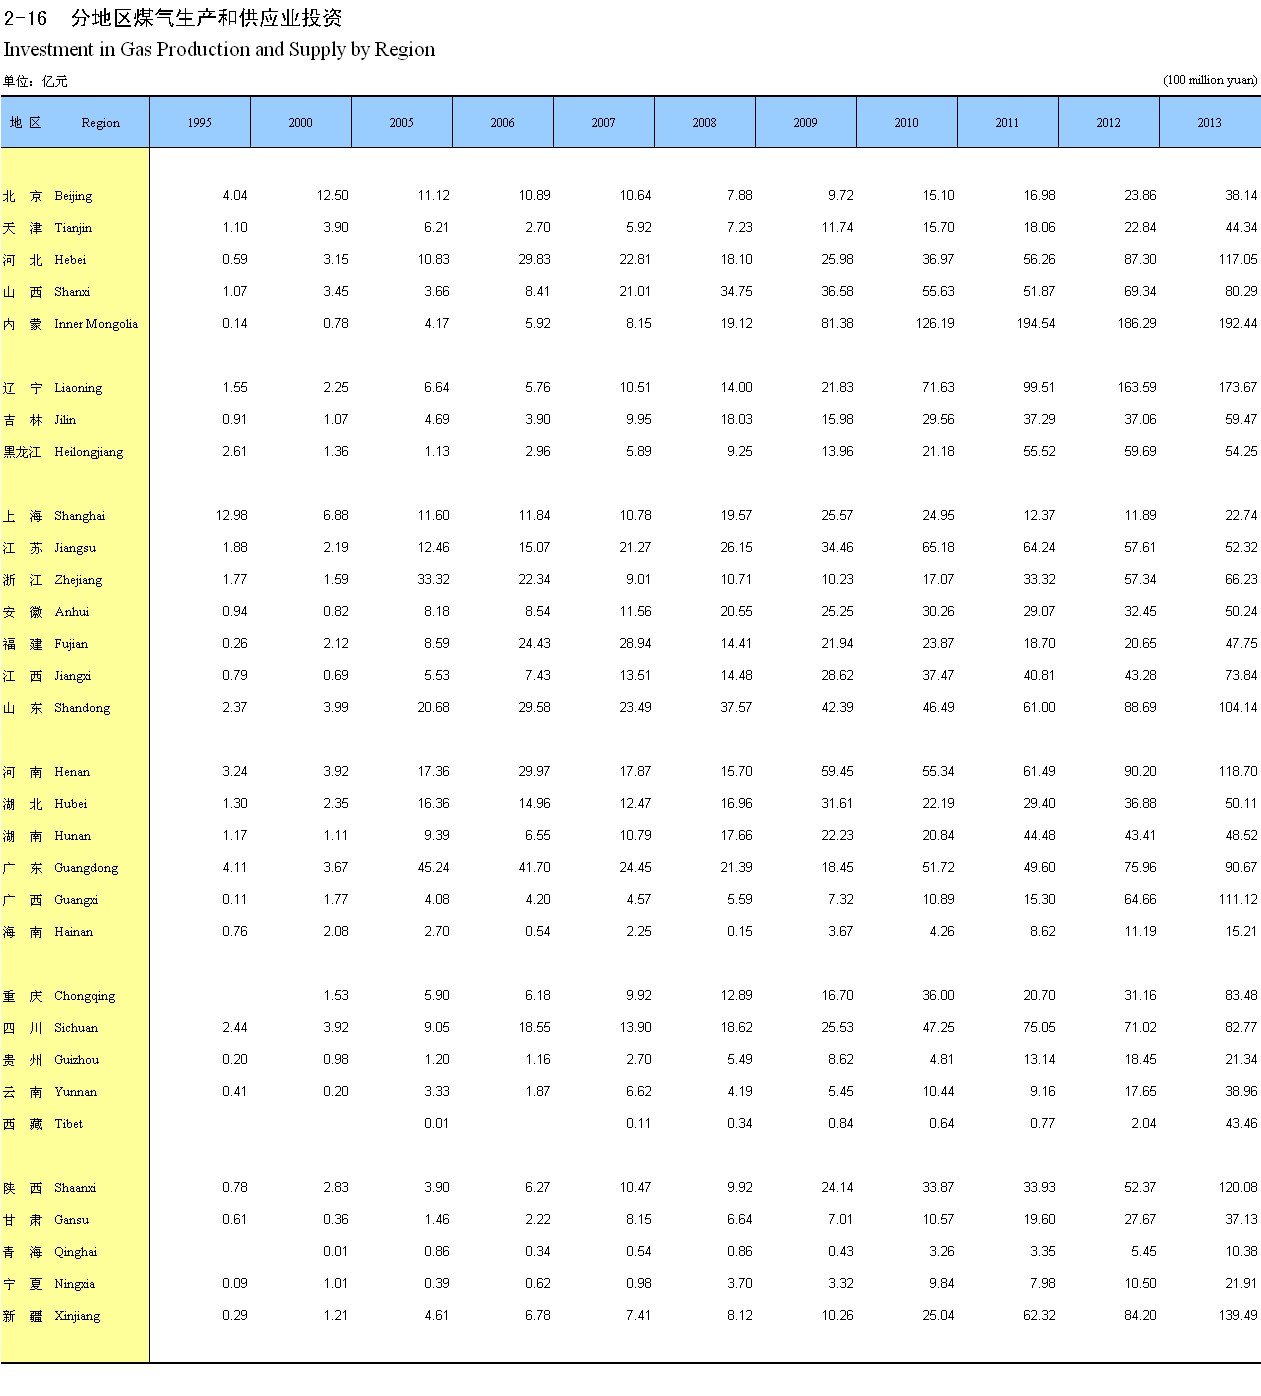 2-16 分地区煤气生产和供应业投资
Investment in Gas Production and Supply by Region
单位：亿元 (100 million yuan)
地 区 Region 1995 2000 2005 2006 2007 2008 2009 2010 2011 2012 2013
北 京 Beijing 4.04 12.50 11.12 10.89 10.64 7.88 9.72 15.10 16.98 23.86 38.14
天 津 Tianjin 1.10 3.90 6.21 2.70 5.92 7.23 11.74 15.70 18.06 22.84 44.34
河 北 Hebei 0.59 3.15 10.83 29.83 22.81 18.10 25.98 36.97 56.26 87.30 117.05
山 西 Shanxi 1.07 3.45 3.66 8.41 21.01 34.75 36.58 55.63 51.87 69.34 80.29
内 蒙 Inner Mongolia 0.14 0.78 4.17 5.92 8.15 19.12 81.38 126.19 194.54 186.29 192.44
辽 宁 Liaoning 1.55 2.25 6.64 5.76 10.51 14.00 21.83 71.63 99.51 163.59 173.67
吉 林 Jilin 0.91 1.07 4.69 3.90 9.95 18.03 15.98 29.56 37.29 37.06 59.47
黑龙江 Heilongjiang 2.61 1.36 1.13 2.96 5.89 9.25 13.96 21.18 55.52 59.69 54.25
上 海 Shanghai 12.98 6.88 11.60 11.84 10.78 19.57 25.57 24.95 12.37 11.89 22.74
江 苏 Jiangsu 1.88 2.19 12.46 15.07 21.27 26.15 34.46 65.18 64.24 57.61 52.32
浙 江 Zhejiang 1.77 1.59 33.32 22.34 9.01 10.71 10.23 17.07 33.32 57.34 66.23
安 徽 Anhui 0.94 0.82 8.18 8.54 11.56 20.55 25.25 30.26 29.07 32.45 50.24
福 建 Fujian 0.26 2.12 8.59 24.43 28.94 14.41 21.94 23.87 18.70 20.65 47.75
江 西 Jiangxi 0.79 0.69 5.53 7.43 13.51 14.48 28.62 37.47 40.81 43.28 73.84
山 东 Shandong 2.37 3.99 20.68 29.58 23.49 37.57 42.39 46.49 61.00 88.69 104.14
河 南 Henan 3.24 3.92 17.36 29.97 17.87 15.70 59.45 55.34 61.49 90.20 118.70
湖 北 Hubei 1.30 2.35 16.36 14.96 12.47 16.96 31.61 22.19 29.40 36.88 50.11
湖 南 Hunan 1.17 1.11 9.39 6.55 10.79 17.66 22.23 20.84 44.48 43.41 48.52
广 东 Guangdong 4.11 3.67 45.24 41.70 24.45 21.39 18.45 51.72 49.60 75.96 90.67
广 西 Guangxi 0.11 1.77 4.08 4.20 4.57 5.59 7.32 10.89 15.30 64.66 111.12
海 南 Hainan 0.76 2.08 2.70 0.54 2.25 0.15 3.67 4.26 8.62 11.19 15.21
重 庆 Chongqing 1.53 5.90 6.18 9.92 12.89 16.70 36.00 20.70 31.16 83.48
四 川 Sichuan 2.44 3.92 9.05 18.55 13.90 18.62 25.53 47.25 75.05 71.02 82.77
贵 州 Guizhou 0.20 0.98 1.20 1.16 2.70 5.49 8.62 4.81 13.14 18.45 21.34
云 南 Yunnan 0.41 0.20 3.33 1.87 6.62 4.19 5.45 10.44 9.16 17.65 38.96
西 藏 Tibet 0.01 0.11 0.34 0.84 0.64 0.77 2.04 43.46
陕 西 Shaanxi 0.78 2.83 3.90 6.27 10.47 9.92 24.14 33.87 33.93 52.37 120.08
甘 肃 Gansu 0.61 0.36 1.46 2.22 8.15 6.64 7.01 10.57 19.60 27.67 37.13
青 海 Qinghai 0.01 0.86 0.34 0.54 0.86 0.43 3.26 3.35 5.45 10.38
宁 夏 Ningxia 0.09 1.01 0.39 0.62 0.98 3.70 3.32 9.84 7.98 10.50 21.91
新 疆 Xinjiang 0.29 1.21 4.61 6.78 7.41 8.12 10.26 25.04 62.32 84.20 139.49